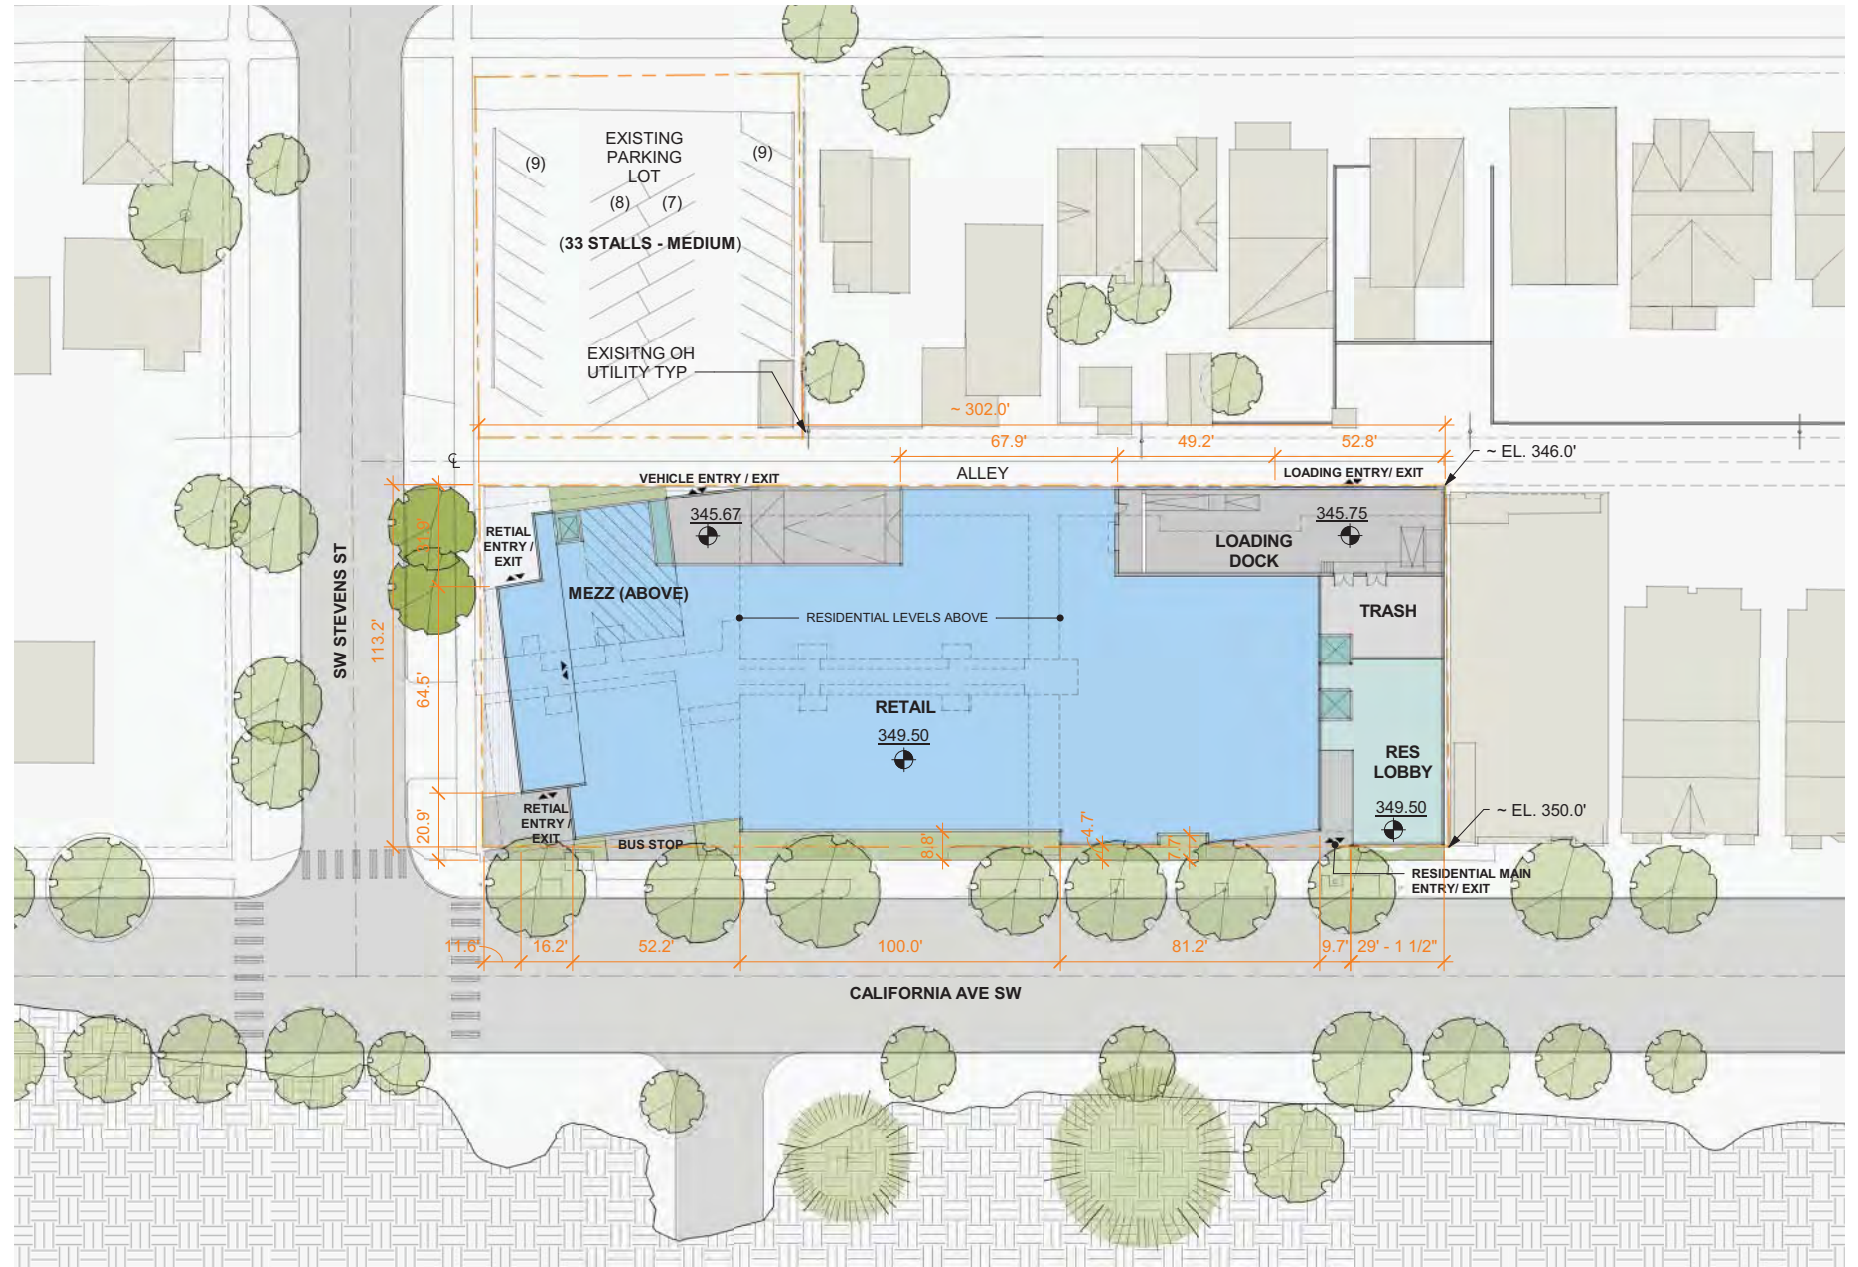 EXISTING
PARKING
LOT
(9)
(9)
(8)
(7)
(33 STALLS - MEDIUM)
EXISITNG OH
UTILITY TYP
~ 302.0'
67.9'
49.2'
52.8'
~ EL. 346.0'
℄
VEHICLE ENTRY / EXIT
ALLEY
LOADING ENTRY/ EXIT
345.67
345.75
RETIAL
ENTRY /
EXIT
LOADING
DOCK
SW STEVENS ST
113.2'
64.5'
20.9'
MEZZ (ABOVE)
RESIDENTIAL LEVELS ABOVE
TRASH
RETAIL
349.50
RES
LOBBY
349.50
~ EL. 350.0'
RETIAL
ENTRY /
EXIT
BUS STOP
8.8'
4.7'
7.7'
RESIDENTIAL MAIN
ENTRY/ EXIT
11.6'
16.2'
52.2'
100.0'
81.2'
9.7'
29' - 1 1/2"
CALIFORNIA AVE SW